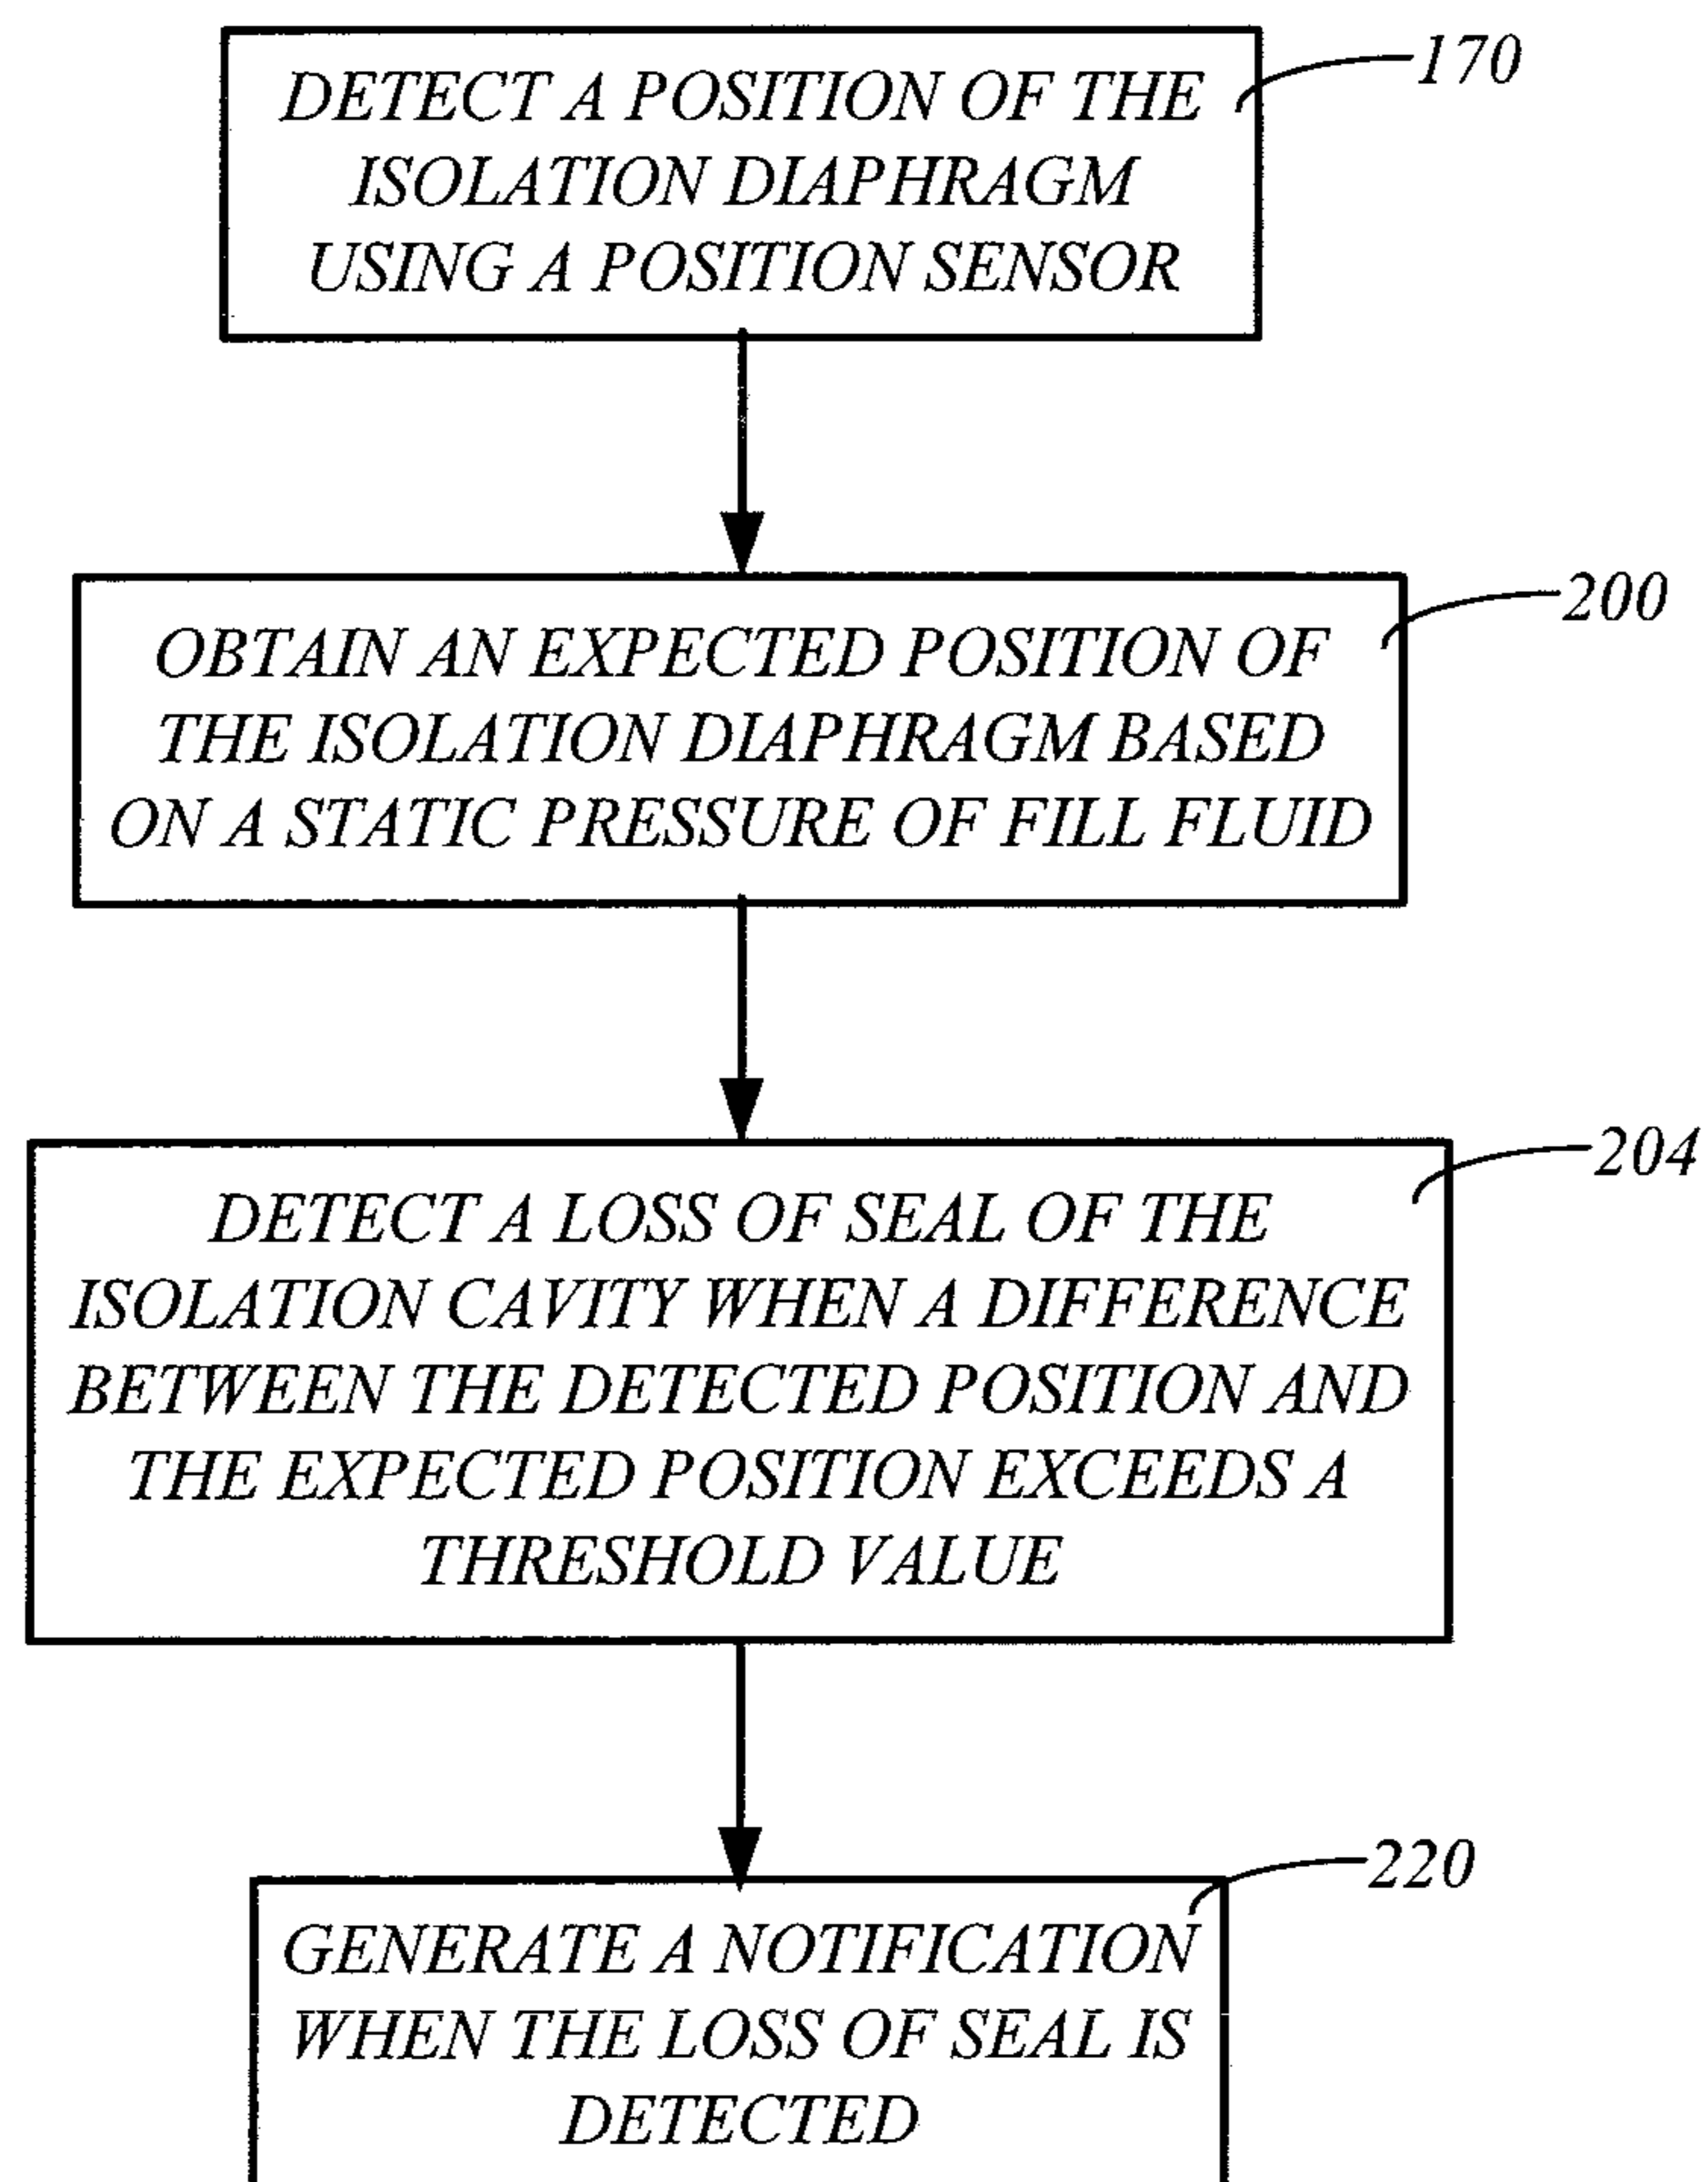 DETECT A POSITION OF THE
ISOLATION DIAPHRAGM
USING A POSITION SENSOR
170
OBTAIN AN EXPECTED POSITION OF
THE ISOLATION DIAPHRAGM BASED
ON A STATIC PRESSURE OF FILL FLUID
200
DETECT A LOSS OF SEAL OF THE
ISOLATION CAVITY WHEN A DIFFERENCE
BETWEEN THE DETECTED POSITION AND
THE EXPECTED POSITION EXCEEDS A
THRESHOLD VALUE
204
GENERATE A NOTIFICATION
WHEN THE LOSS OF SEAL IS
DETECTED
220